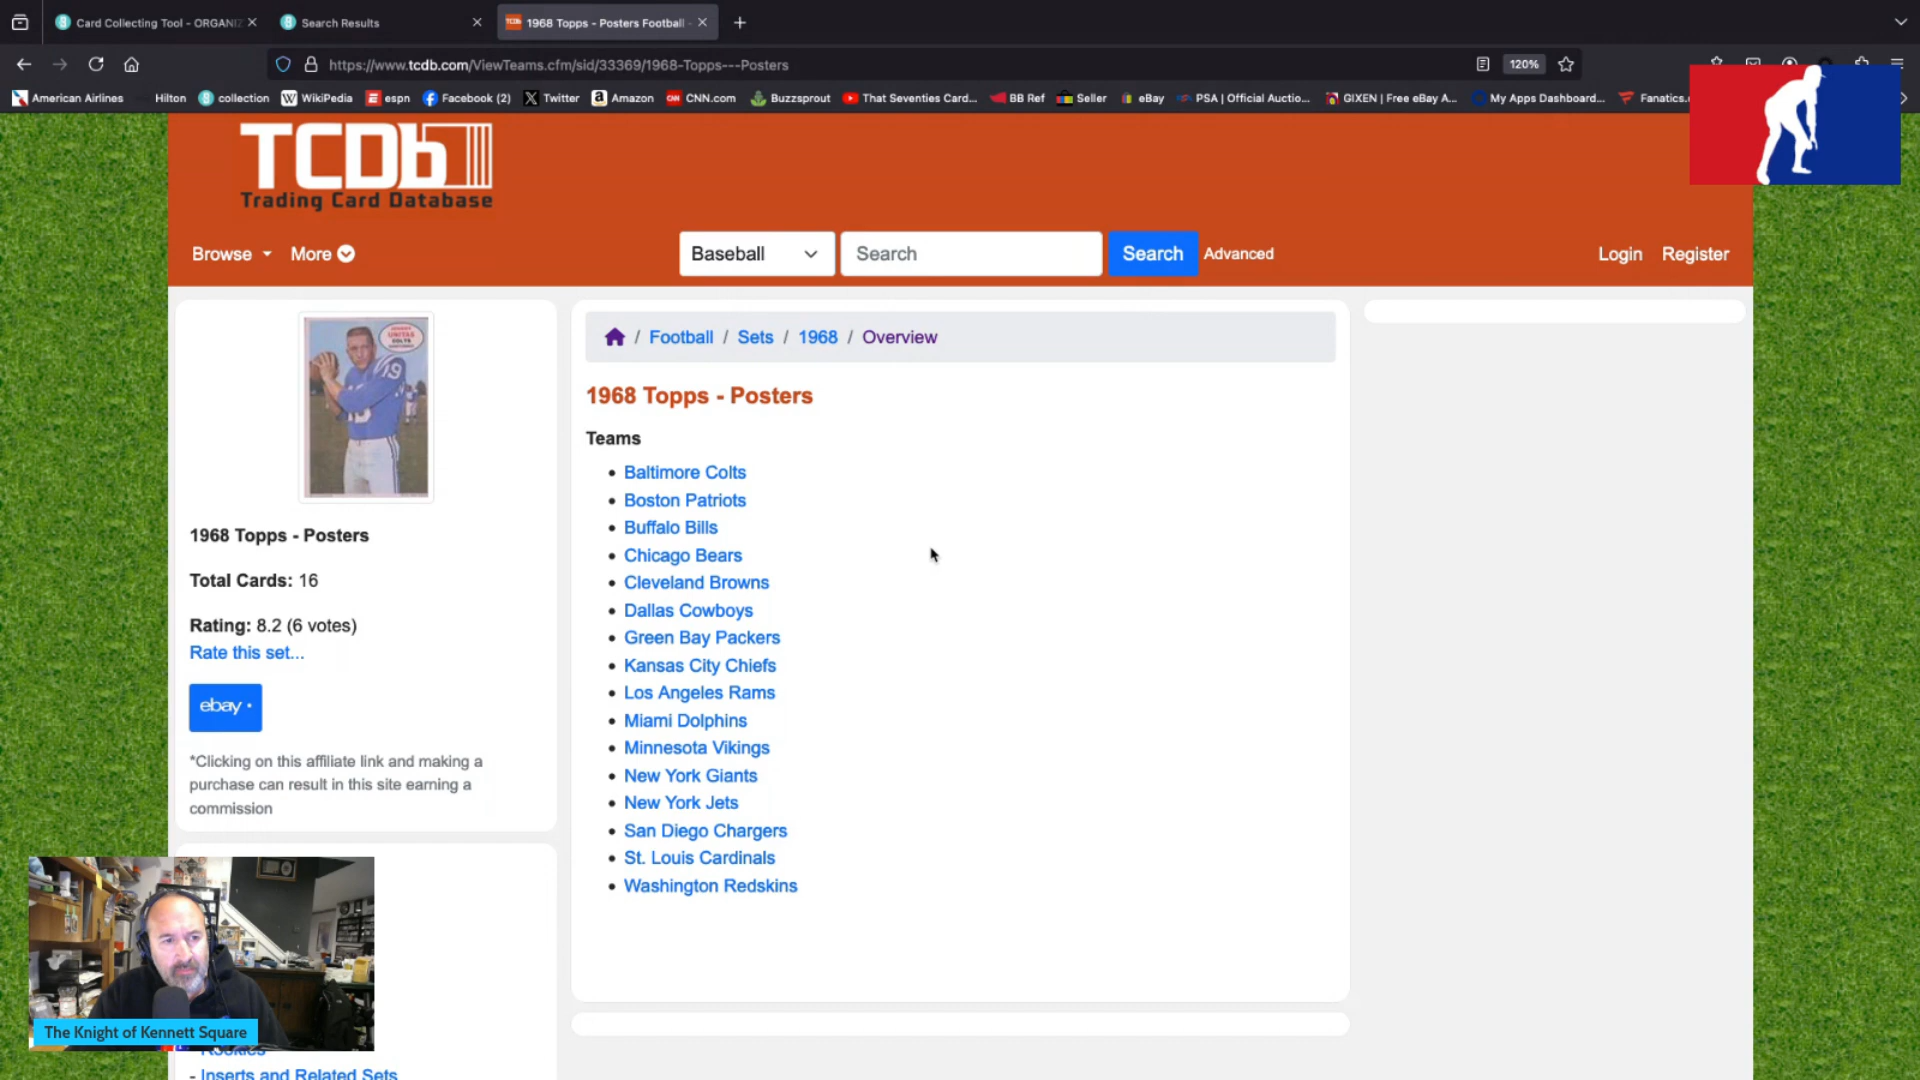 Card Collecting Tool - ORGANIZ
Search Results
1968 Topps - Posters Football -
https://www.tcdb.com/ViewTeams.cfm/sid/33369/1968-Topps---Posters
120%
American Airlines
Hilton
collection
WikiPedia
espn
Facebook (2)
Twitter
Amazon
CNN.com
Buzzsprout
That Seventies Card...
BB Ref
Seller
eBay
PSA | Official Auctio...
GIXEN | Free eBay A...
My Apps Dashboard...
Fanatics.
TCDb
Trading Card Database
Browse
More
Baseball
Search
Search
Advanced
Login
Register
UNITAS
COLTS
19
1968 Topps - Posters
Total Cards: 16
Rating: 8.2 (6 votes)
Rate this set...
ebay
*Clicking on this affiliate link and making a
purchase can result in this site earning a
commission
/ Football / Sets / 1968 / Overview
1968 Topps - Posters
Teams
Baltimore Colts
Boston Patriots
Buffalo Bills
Chicago Bears
Cleveland Browns
Dallas Cowboys
Green Bay Packers
Kansas City Chiefs
Los Angeles Rams
Miami Dolphins
Minnesota Vikings
New York Giants
New York Jets
San Diego Chargers
St. Louis Cardinals
Washington Redskins
The Knight of Kennett Square
Rookies
- Inserts and Related Sets